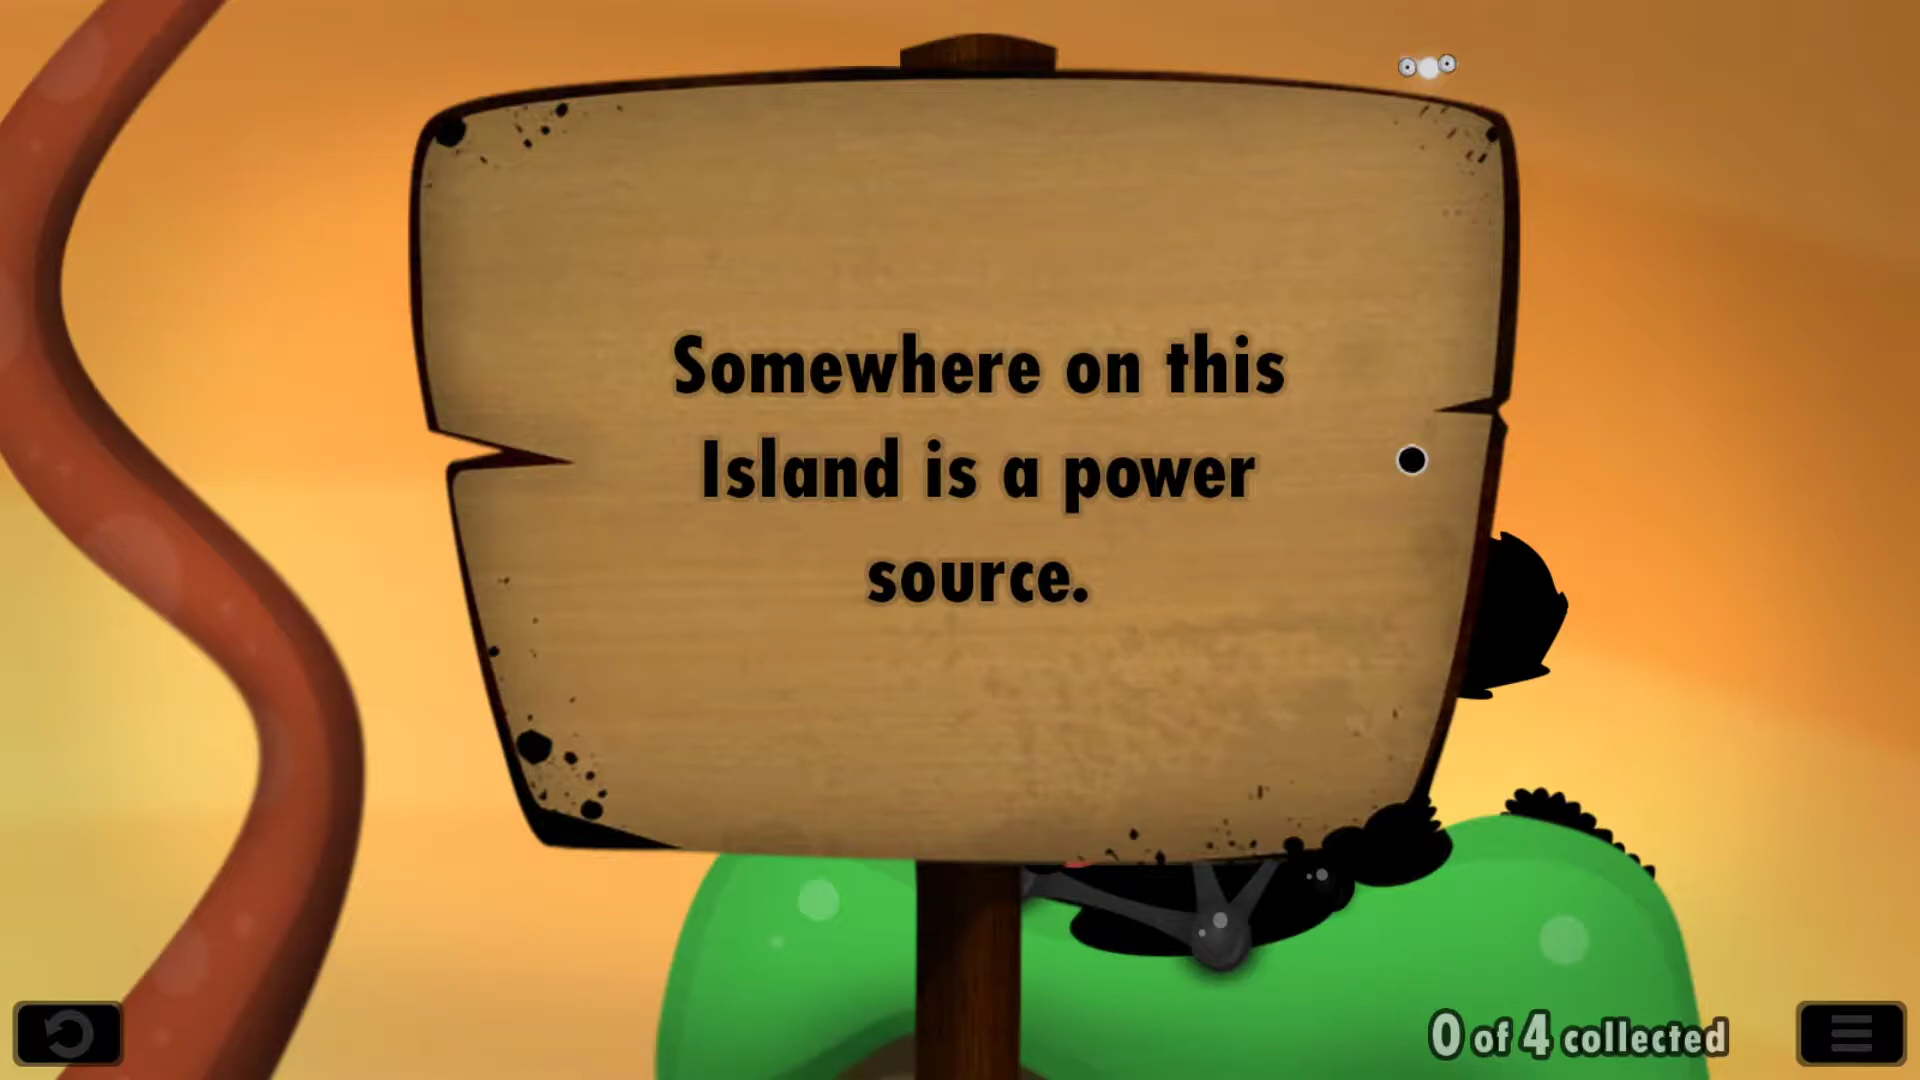 Somewhere on this
Island is a power
source.
0 of 4 collected